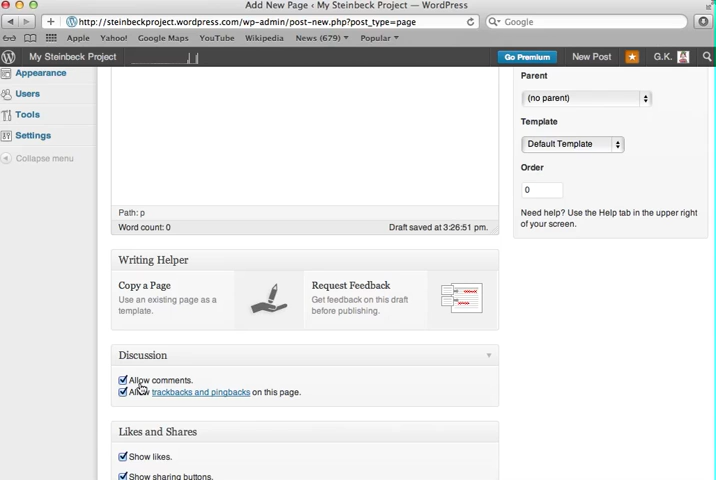 Add New Page ‹ My Steinbeck Project — WordPress
http://steinbeckproject.wordpress.com/wp-admin/post-new.php?post_type=page
Google
Apple Yahoo! Google Maps YouTube Wikipedia News (679) Popular
My Steinbeck Project Go Premium New Post G.K.
Appearance
Users
Tools
Settings
Collapse menu
Path: p
Word count: 0 Draft saved at 3:26:51 pm.
Writing Helper
Copy a Page
Use an existing page as a
template.
Request Feedback
Get feedback on this draft
before publishing.
Discussion
Allow comments.
Allow trackbacks and pingbacks on this page.
Likes and Shares
Show likes.
Show sharing buttons.
Parent
(no parent)
Template
Default Template
Order
0
Need help? Use the Help tab in the upper right
of your screen.